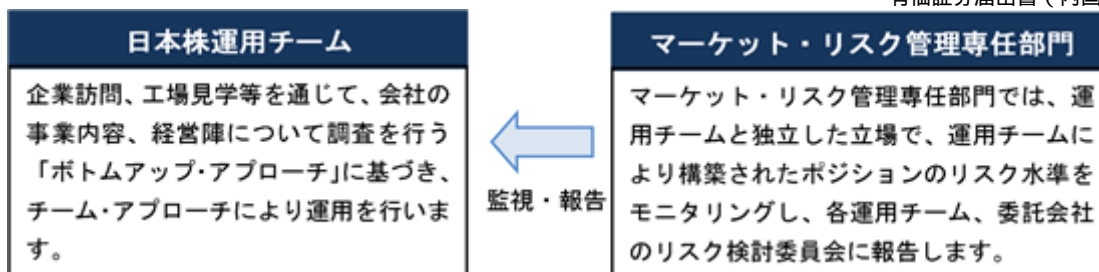 日本株運用チーム
企業訪問、工場見学等を通じて、会社の
事業内容、経営陣について調査を行う
「ボトムアップ・アプローチ」に基づき、
チーム・アプローチにより運用を行いま
す。
監視・報告
マーケット・リスク管理専任部門
マーケット・リスク管理専任部門では、運
用チームと独立した立場で、運用チームに
より構築されたポジションのリスク水準を
モニタリングし、各運用チーム、委託会社
のリスク検討委員会に報告します。